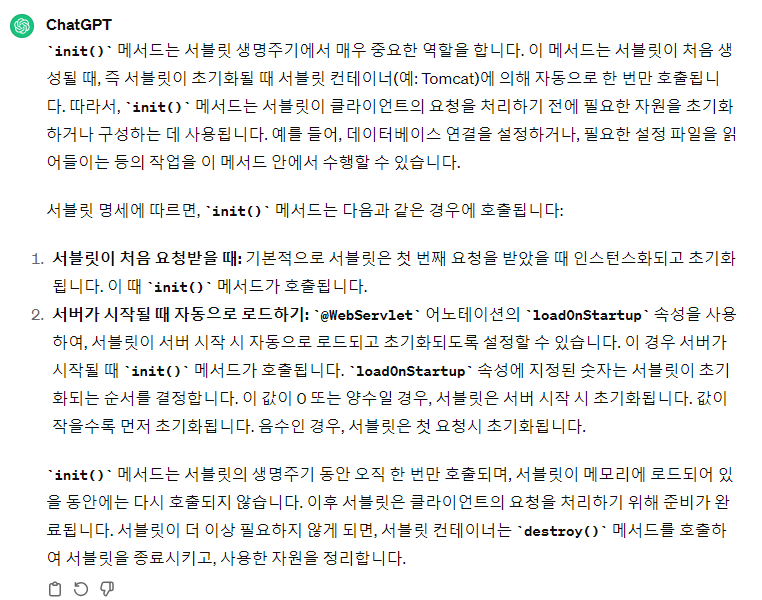 ChatGPT
`init()` 메서드는 서블릿 생명주기에서 매우 중요한 역할을 합니다. 이 메서드는 서블릿이 처음 생
성될 때, 즉 서블릿이 초기화될 때 서블릿 컨테이너(예: Tomcat)에 의해 자동으로 한 번만 호출됩니
다. 따라서, `init()` 메서드는 서블릿이 클라이언트의 요청을 처리하기 전에 필요한 자원을 초기화
하거나 구성하는 데 사용됩니다. 예를 들어, 데이터베이스 연결을 설정하거나, 필요한 설정 파일을 읽
어들이는 등의 작업을 이 메서드 안에서 수행할 수 있습니다.
서블릿 명세에 따르면, `init()` 메서드는 다음과 같은 경우에 호출됩니다:
1. 서블릿이 처음 요청받을 때: 기본적으로 서블릿은 첫 번째 요청을 받았을 때 인스턴스화되고 초기화
됩니다. 이 때 `init()` 메서드가 호출됩니다.
2. 서버가 시작될 때 자동으로 로드하기: `@WebServlet` 어노테이션의 `loadOnStartup` 속성을 사용
하여, 서블릿이 서버 시작 시 자동으로 로드되고 초기화되도록 설정할 수 있습니다. 이 경우 서버가
시작될 때 `init()` 메서드가 호출됩니다. `loadOnStartup` 속성에 지정된 숫자는 서블릿이 초기
화되는 순서를 결정합니다. 이 값이 0 또는 양수일 경우, 서블릿은 서버 시작 시 초기화됩니다. 값이
작을수록 먼저 초기화됩니다. 음수인 경우, 서블릿은 첫 요청시 초기화됩니다.
`init()` 메서드는 서블릿의 생명주기 동안 오직 한 번만 호출되며, 서블릿이 메모리에 로드되어 있
을 동안에는 다시 호출되지 않습니다. 이후 서블릿은 클라이언트의 요청을 처리하기 위해 준비가 완
료됩니다. 서블릿이 더 이상 필요하지 않게 되면, 서블릿 컨테이너는 `destroy()` 메서드를 호출하
여 서블릿을 종료시키고, 사용한 자원을 정리합니다.